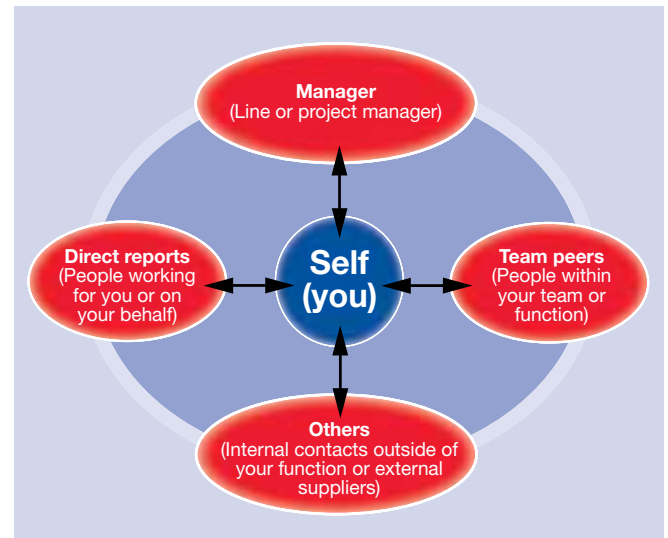 Manager
(Line or project manager)
Direct reports
(People working
for you or on
your behalf)
Self
(you)
Team peers
(People within
your team or
function)
Others
(Internal contacts outside of
your function or external
suppliers)